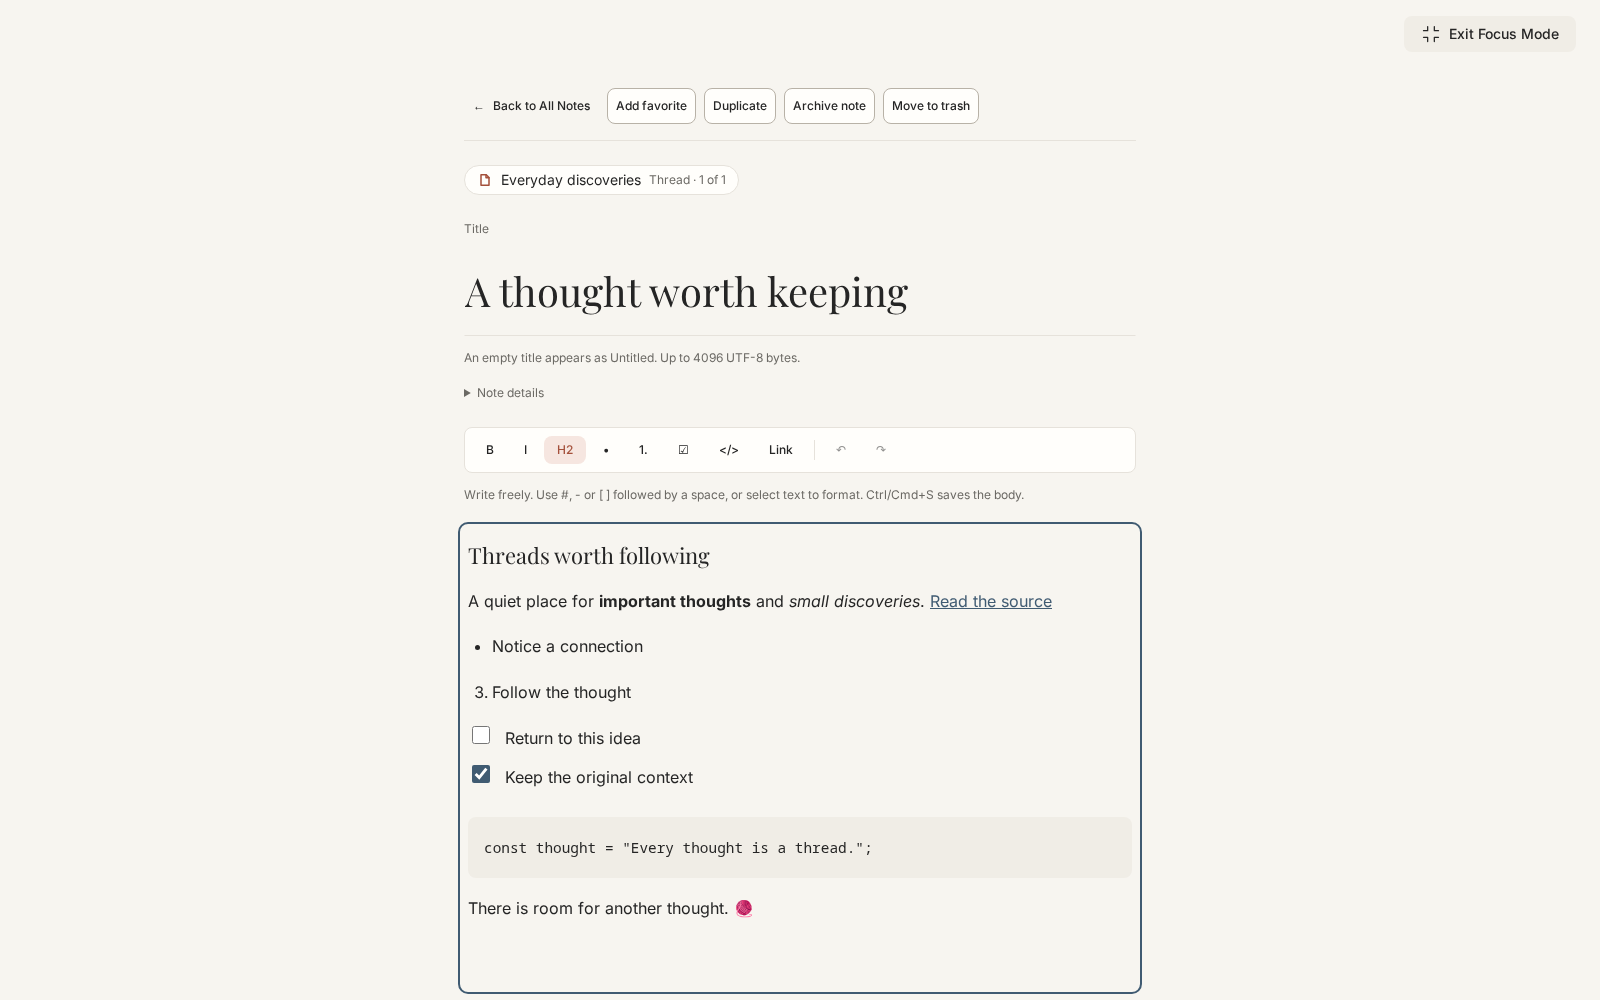 Exit Focus Mode
← Back to All Notes Add favorite Duplicate Archive note Move to trash
Everyday discoveries Thread · 1 of 1
Title
A thought worth keeping
An empty title appears as Untitled. Up to 4096 UTF-8 bytes.
Note details
B I H2 • 1. ☑ </> Link ↶ ↷
Write freely. Use #, - or [ ] followed by a space, or select text to format. Ctrl/Cmd+S saves the body.
Threads worth following
A quiet place for important thoughts and small discoveries. Read the source
• Notice a connection
3. Follow the thought
Return to this idea
Keep the original context
const thought = "Every thought is a thread.";
There is room for another thought. 🧶